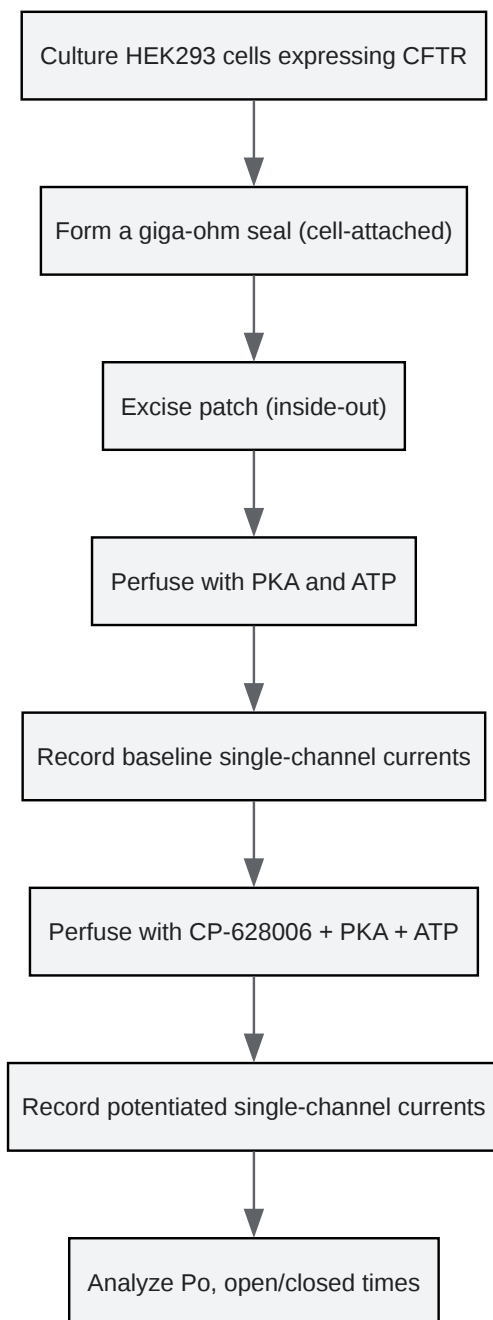 Culture HEK293 cells expressing CFTR
Form a giga-ohm seal (cell-attached)
Excise patch (inside-out)
Perfuse with PKA and ATP
Record baseline single-channel currents
Perfuse with CP-628006 + PKA + ATP
Record potentiated single-channel currents
Analyze Po, open/closed times